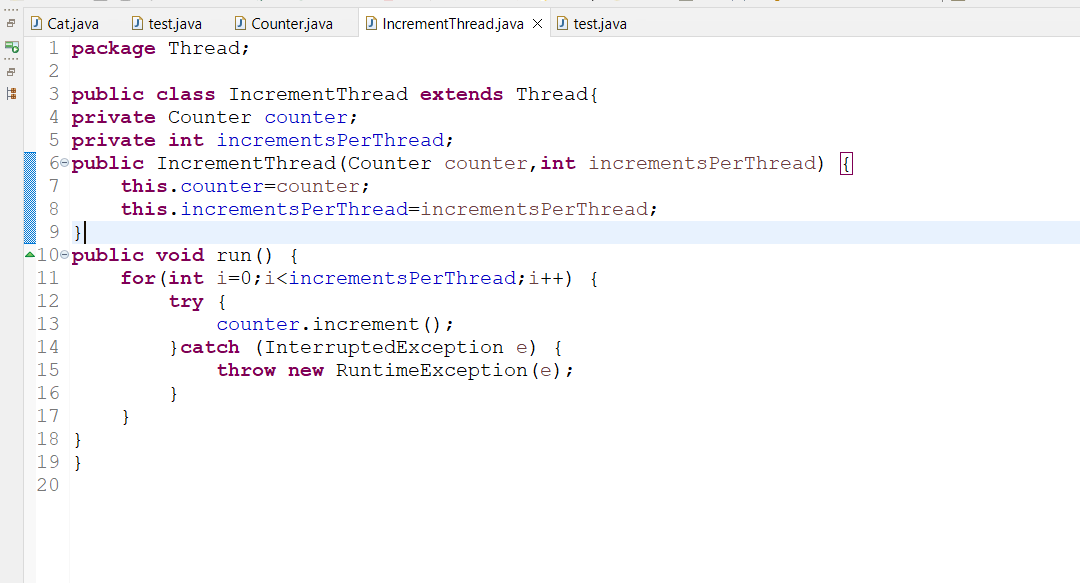 Cat.java test.java Counter.java IncrementThread.java test.java
1 package Thread;
2
3 public class IncrementThread extends Thread{
4 private Counter counter;
5 private int incrementsPerThread;
6 public IncrementThread(Counter counter,int incrementsPerThread) {
7     this.counter=counter;
8     this.incrementsPerThread=incrementsPerThread;
9 }
10 public void run() {
11     for(int i=0;i<incrementsPerThread;i++) {
12         try {
13             counter.increment();
14         }catch (InterruptedException e) {
15             throw new RuntimeException(e);
16         }
17     }
18 }
19 }
20